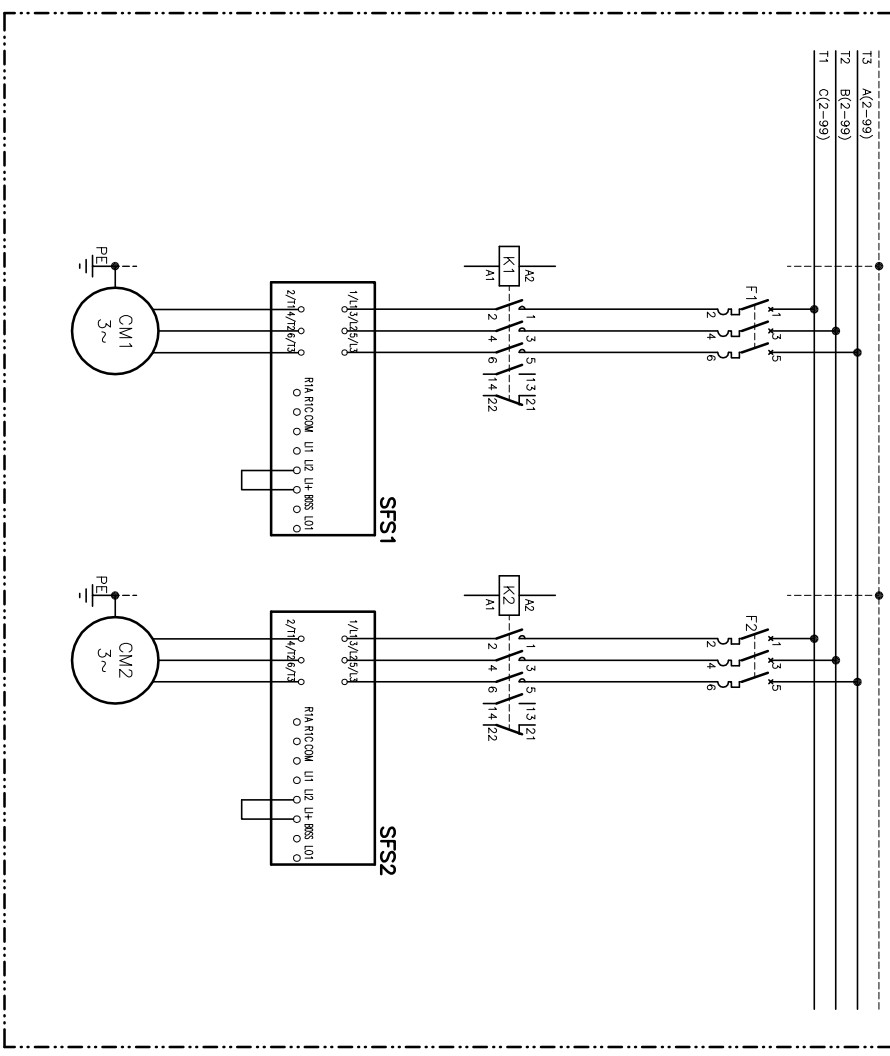 T3 A(2-99)
T2 B(2-99)
T1 C(2-99)
F1
1 3 5
2 4 6
K1
A2
A1
1 3 5 13 21
2 4 6 14 22
SFS1
1/L1 3/L2 5/L3
2/T1 4/T2 6/T3
R1A R1C COM LI1 LI2 LI+ BOSS LO1
PE
CM1
3~
F2
1 3 5
2 4 6
K2
A2
A1
1 3 5 13 21
2 4 6 14 22
SFS2
1/L1 3/L2 5/L3
2/T1 4/T2 6/T3
R1A R1C COM LI1 LI2 LI+ BOSS LO1
PE
CM2
3~